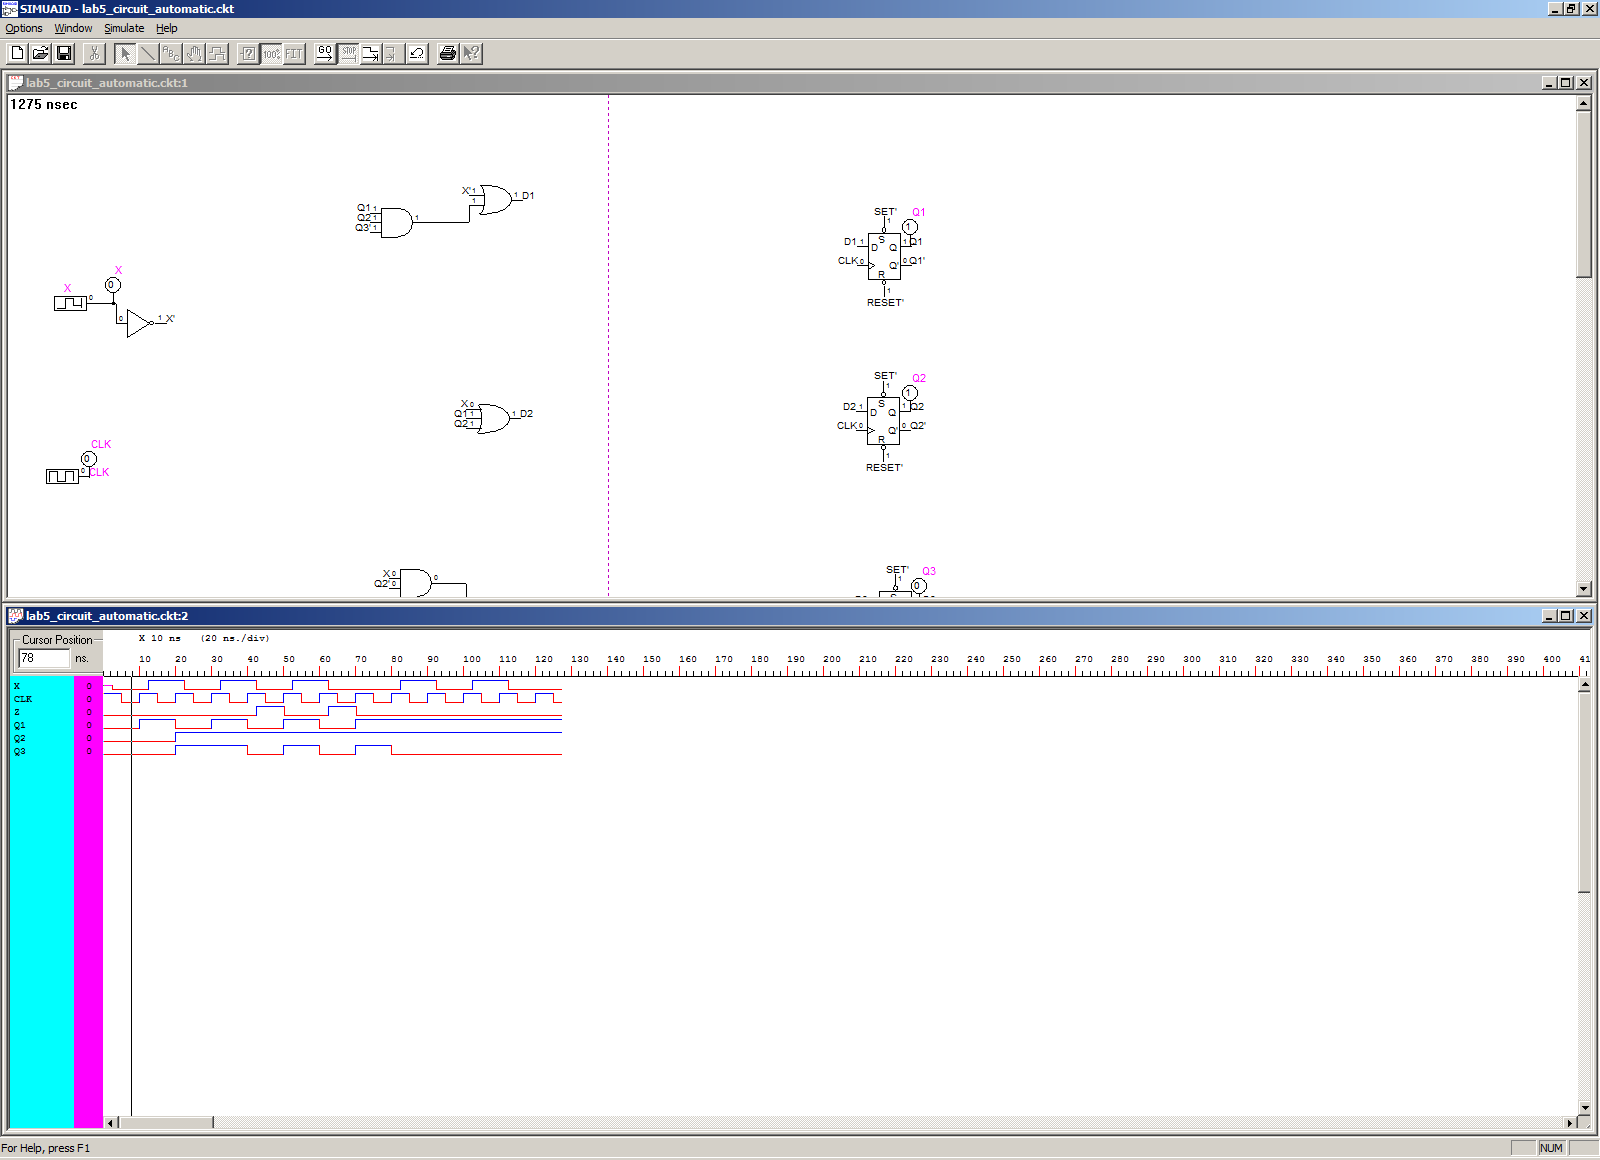 SIMUAID - lab5_circuit_automatic.ckt
Options Window Simulate Help
ABC ? 100% FIT GO STOP ?
lab5_circuit_automatic.ckt:1
1275 nsec
X' 1
1
1 D1
Q1 1
Q2 1
Q3' 1
1
SET' Q1
1
1
D1 1 S 1 Q1
D Q
CLK 0 Q' 0 Q1'
R
1
RESET'
X
X 0
0
0 1 X'
SET' Q2
1
1
D2 1 S 1 Q2
D Q
CLK 0 Q' 0 Q2'
R
1
RESET'
X 0
Q1 1
Q2 1
1 D2
CLK
0
0 CLK
X 0
Q2' 0
0
SET' Q3
1
0
lab5_circuit_automatic.ckt:2
Cursor Position
78 ns.
X 10 ns (20 ns./div)
10 20 30 40 50 60 70 80 90 100 110 120 130 140 150 160 170 180 190 200 210 220 230 240 250 260 270 280 290 300 310 320 330 340 350 360 370 380 390 400 41
X 0
CLK 0
Z 0
Q1 0
Q2 0
Q3 0
For Help, press F1
NUM